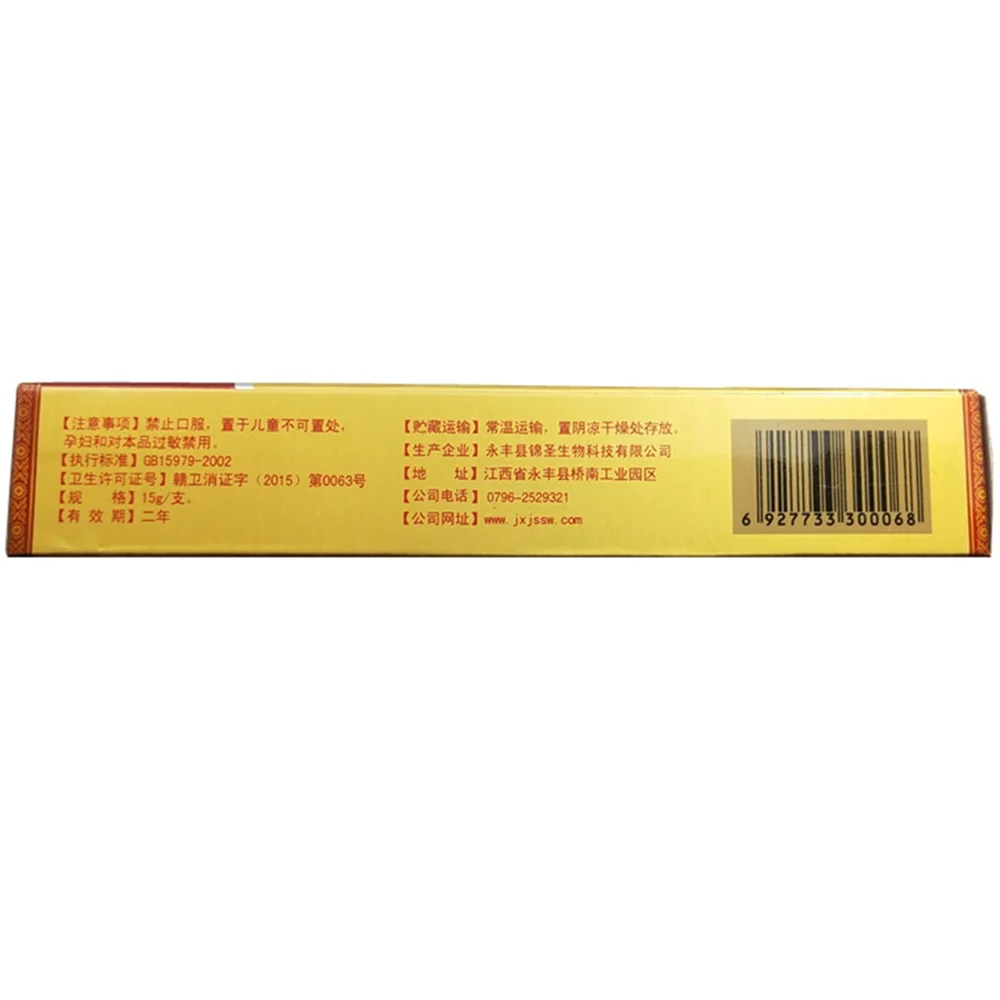 【注意事项】禁止口服，置于儿童不可置处，
孕妇和对本品过敏禁用。
【执行标准】GB15979-2002
【卫生许可证号】赣卫消证字（2015）第0063号
【规 格】15g/支。
【有 效 期】二年
【贮藏运输】常温运输，置阴凉干燥处存放。
【生产企业】永丰县锦圣生物科技有限公司
【地 址】江西省永丰县桥南工业园区
【公司电话】0796-2529321
【公司网址】www.jxjssw.com
6 927733 300068